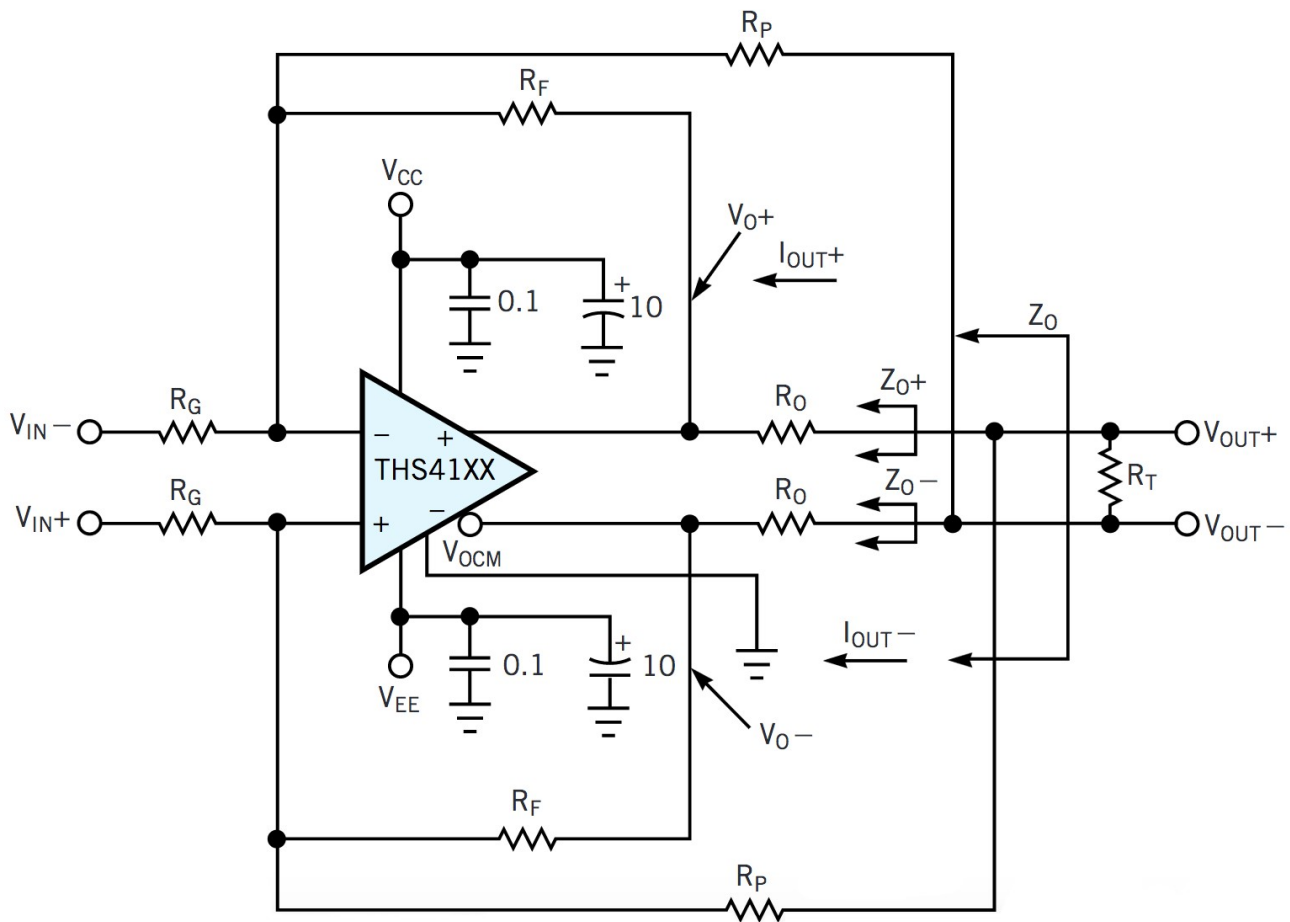 RP
RF
VCC
VO+
IOUT+
+
0.1
10
ZO
VIN−
RG
−
+
THS41XX
ZO+
RO
VOUT+
RT
VIN+
RG
+
−
ZO−
RO
VOUT−
VOCM
IOUT−
+
0.1
10
VEE
VO−
RF
RP